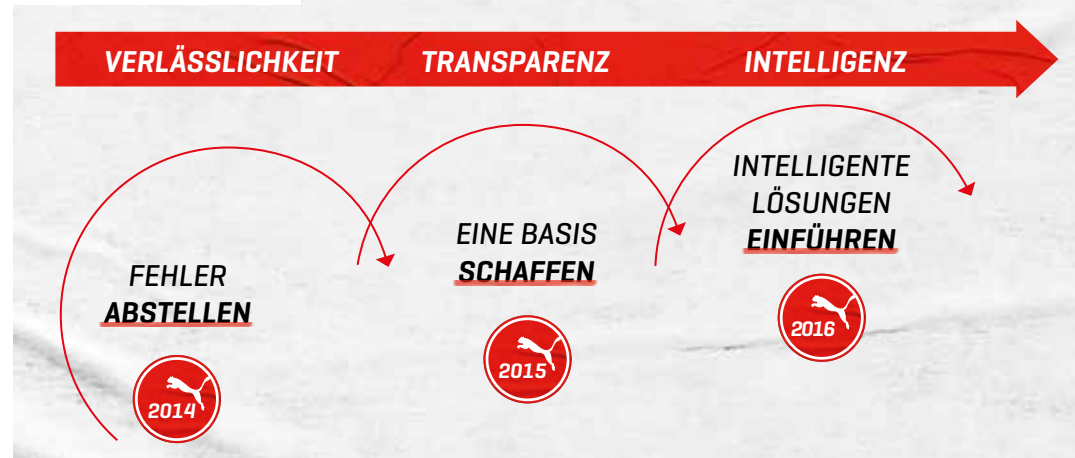 VERLÄSSLICHKEIT TRANSPARENZ INTELLIGENZ
FEHLER
ABSTELLEN
2014
EINE BASIS
SCHAFFEN
2015
INTELLIGENTE
LÖSUNGEN
EINFÜHREN
2016